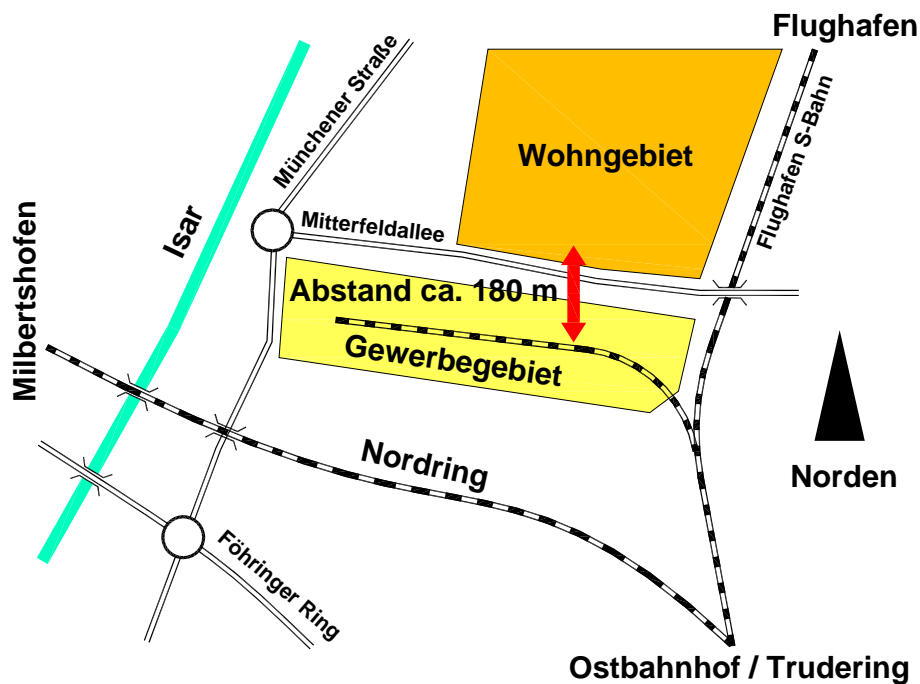 Flughafen
Münchener Straße
Wohngebiet
Flughafen S-Bahn
Isar
Mitterfeldallee
Milbertshofen
Abstand ca. 180 m
Gewerbegebiet
Nordring
Norden
Föhringer Ring
Ostbahnhof / Trudering